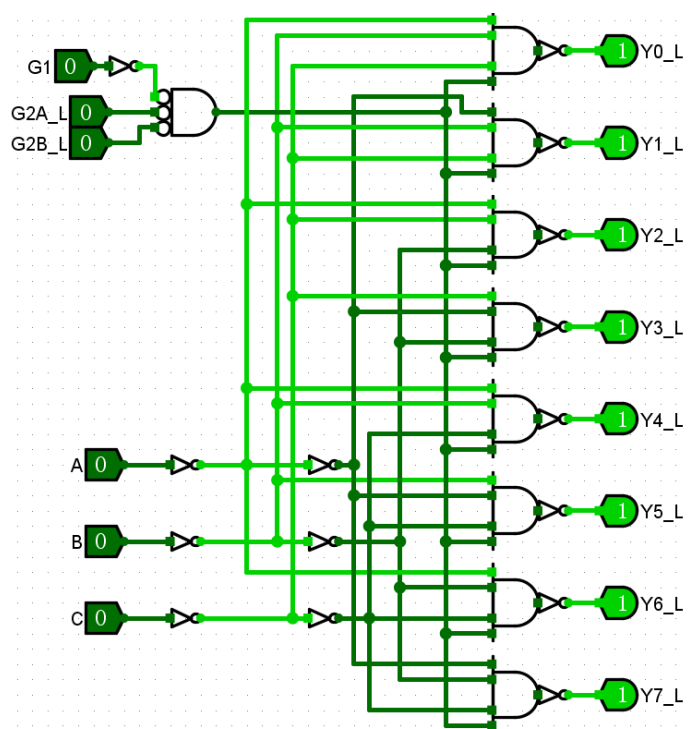 G1 0
G2A_L 0
G2B_L 0
A 0
B 0
C 0
1 Y0_L
1 Y1_L
1 Y2_L
1 Y3_L
1 Y4_L
1 Y5_L
1 Y6_L
1 Y7_L